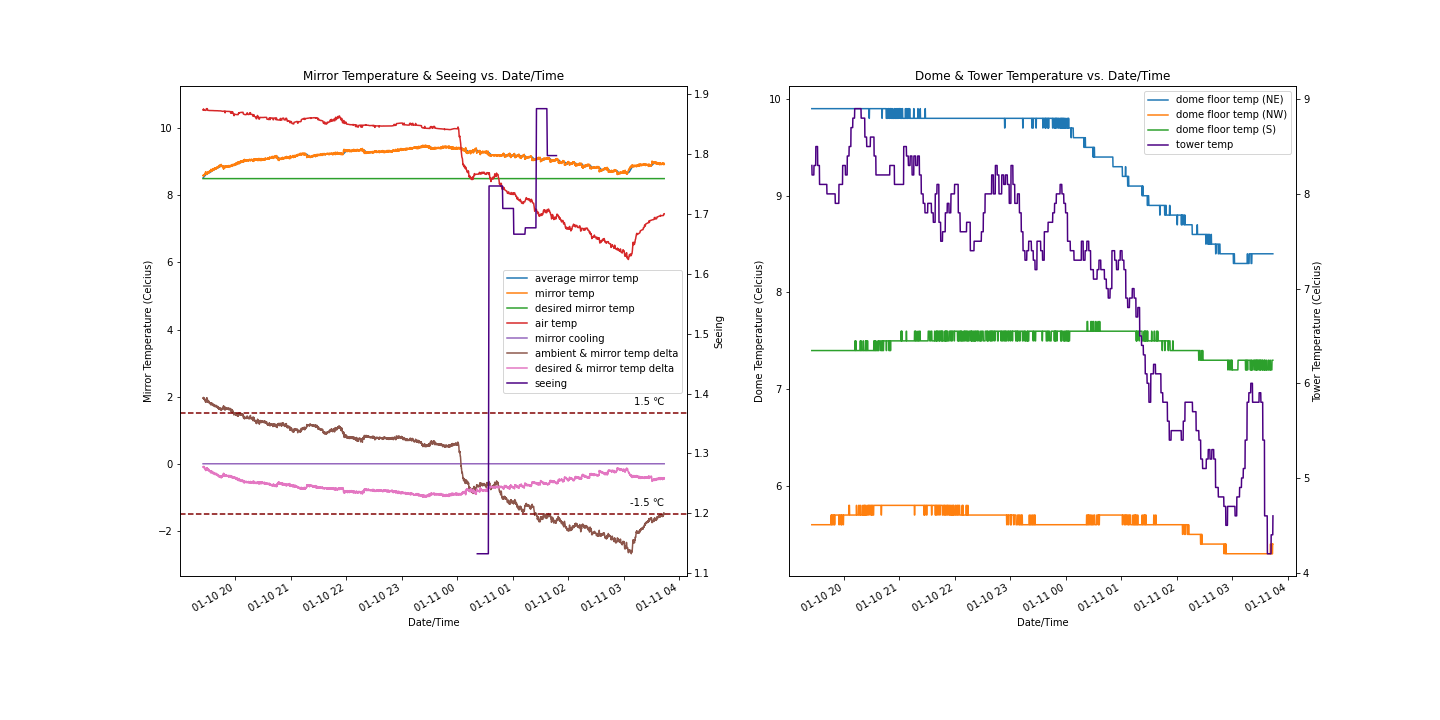 Mirror Temperature & Seeing vs. Date/Time
Mirror Temperature (Celcius)
10
8
6
4
2
0
−2
1.9
1.8
1.7
1.6
1.5
1.4
1.3
1.2
1.1
Seeing
average mirror temp
mirror temp
desired mirror temp
air temp
mirror cooling
ambient & mirror temp delta
desired & mirror temp delta
seeing
1.5 °C
-1.5 °C
01-10 20
01-10 21
01-10 22
01-10 23
01-11 00
01-11 01
01-11 02
01-11 03
01-11 04
Date/Time
Dome & Tower Temperature vs. Date/Time
Dome Temperature (Celcius)
10
9
8
7
6
9
8
7
6
5
4
Tower Temperature (Celcius)
dome floor temp (NE)
dome floor temp (NW)
dome floor temp (S)
tower temp
01-10 20
01-10 21
01-10 22
01-10 23
01-11 00
01-11 01
01-11 02
01-11 03
01-11 04
Date/Time